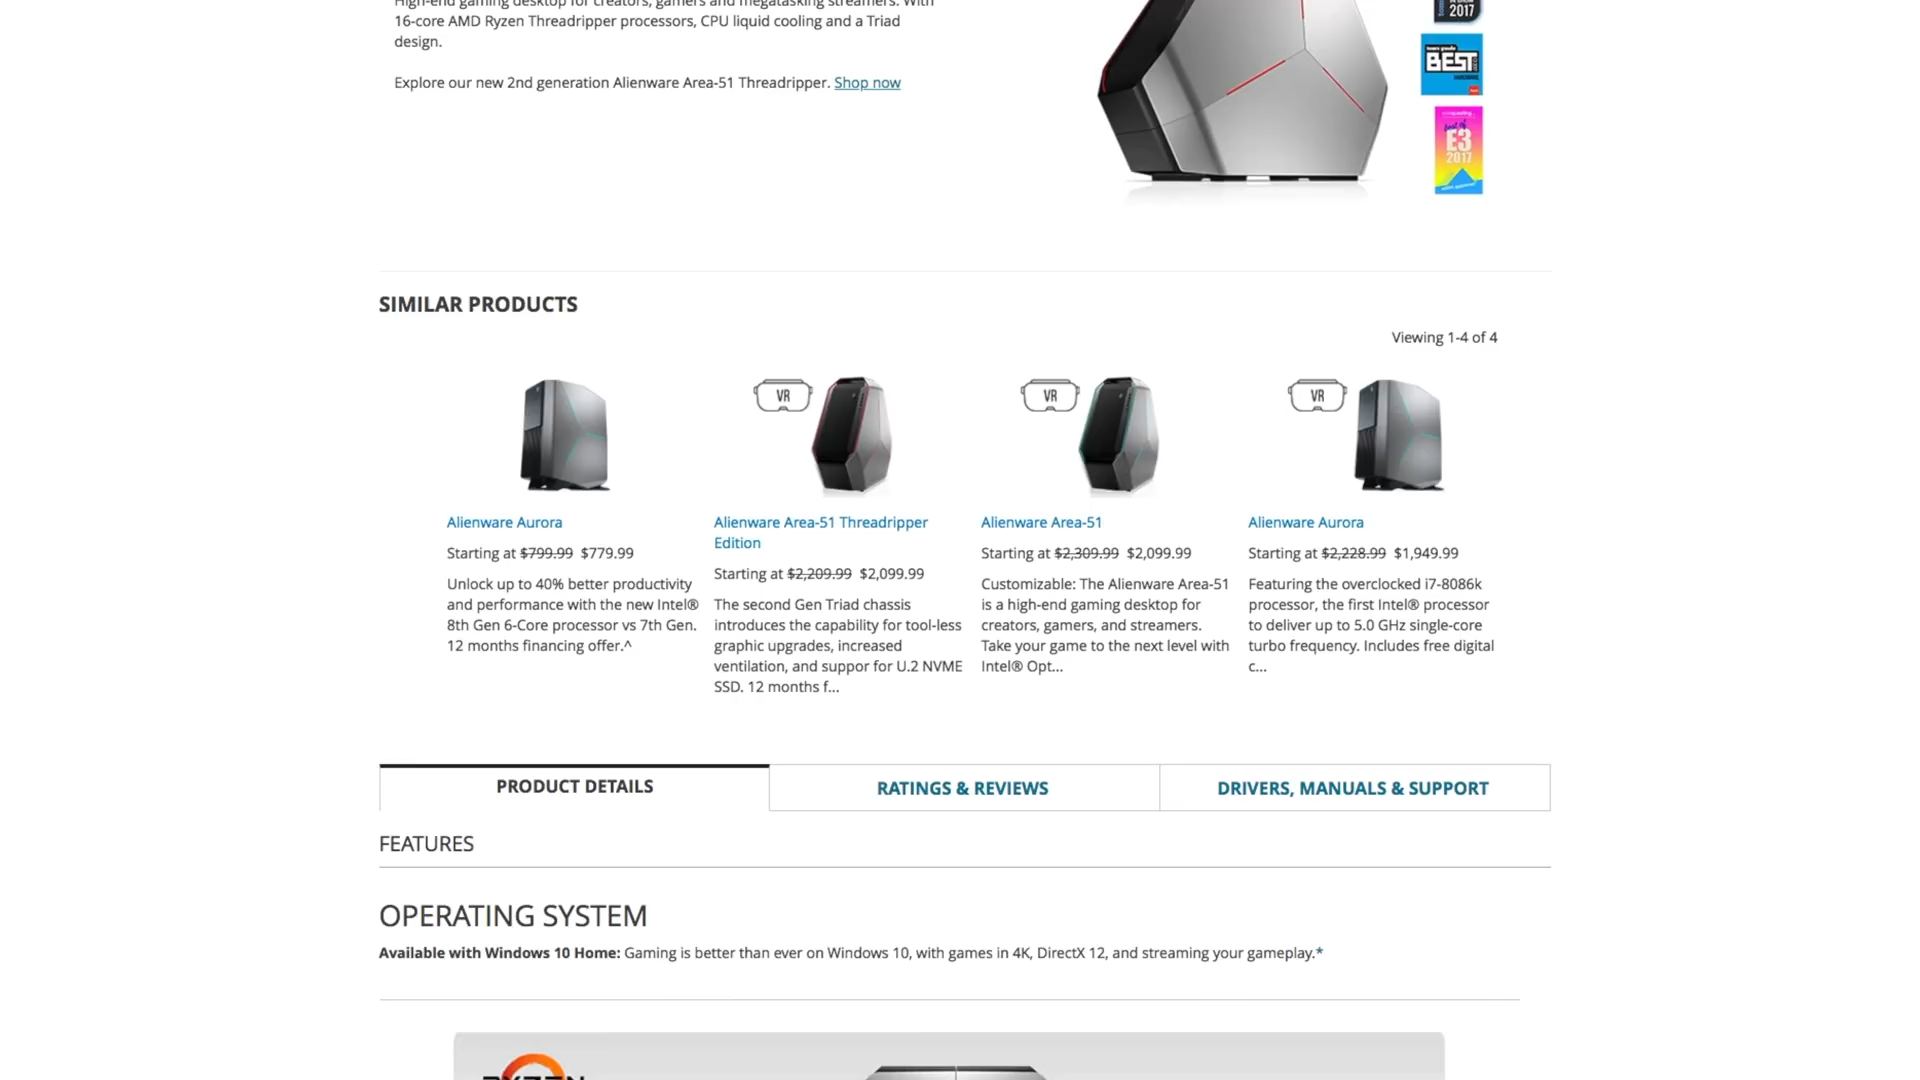 High-end gaming desktop for creators, gamers and megatasking streamers. With
16-core AMD Ryzen Threadripper processors, CPU liquid cooling and a Triad
design.
Explore our new 2nd generation Alienware Area-51 Threadripper. Shop now
2017
BEST
best of
E3
2017
SIMILAR PRODUCTS
Viewing 1-4 of 4
VR
VR
VR
Alienware Aurora
Starting at $799.99 $779.99
Unlock up to 40% better productivity
and performance with the new Intel®
8th Gen 6-Core processor vs 7th Gen.
12 months financing offer.^
Alienware Area-51 Threadripper
Edition
Starting at $2,209.99 $2,099.99
The second Gen Triad chassis
introduces the capability for tool-less
graphic upgrades, increased
ventilation, and suppor for U.2 NVME
SSD. 12 months f...
Alienware Area-51
Starting at $2,309.99 $2,099.99
Customizable: The Alienware Area-51
is a high-end gaming desktop for
creators, gamers, and streamers.
Take your game to the next level with
Intel® Opt...
Alienware Aurora
Starting at $2,228.99 $1,949.99
Featuring the overclocked i7-8086k
processor, the first Intel® processor
to deliver up to 5.0 GHz single-core
turbo frequency. Includes free digital
c...
PRODUCT DETAILS
RATINGS & REVIEWS
DRIVERS, MANUALS & SUPPORT
FEATURES
OPERATING SYSTEM
Available with Windows 10 Home: Gaming is better than ever on Windows 10, with games in 4K, DirectX 12, and streaming your gameplay.*
RYZEN